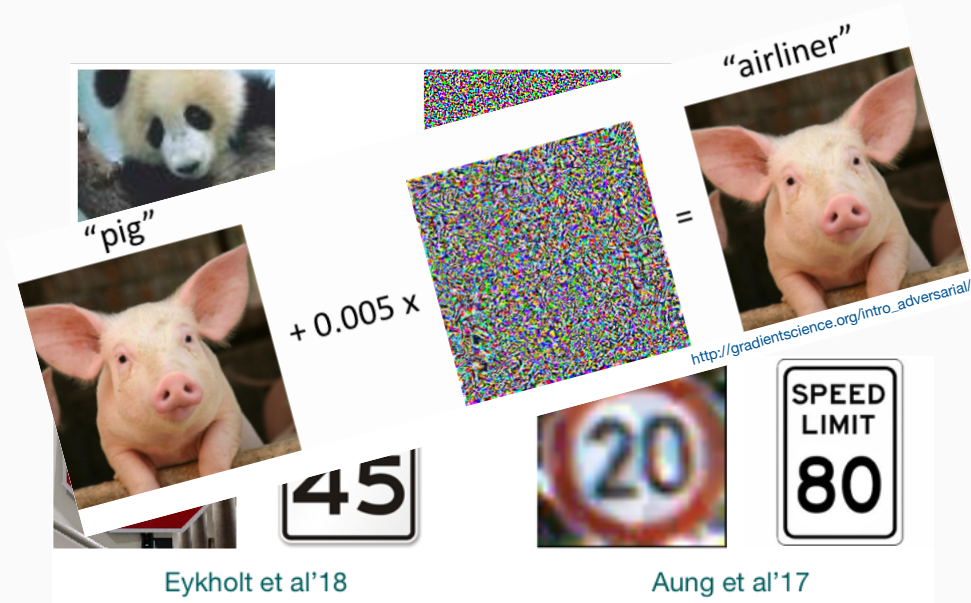 “airliner”
“pig”
+ 0.005 x
=
http://gradientscience.org/intro_adversarial/
SPEED
LIMIT
80
45
20
Eykholt et al’18
Aung et al’17